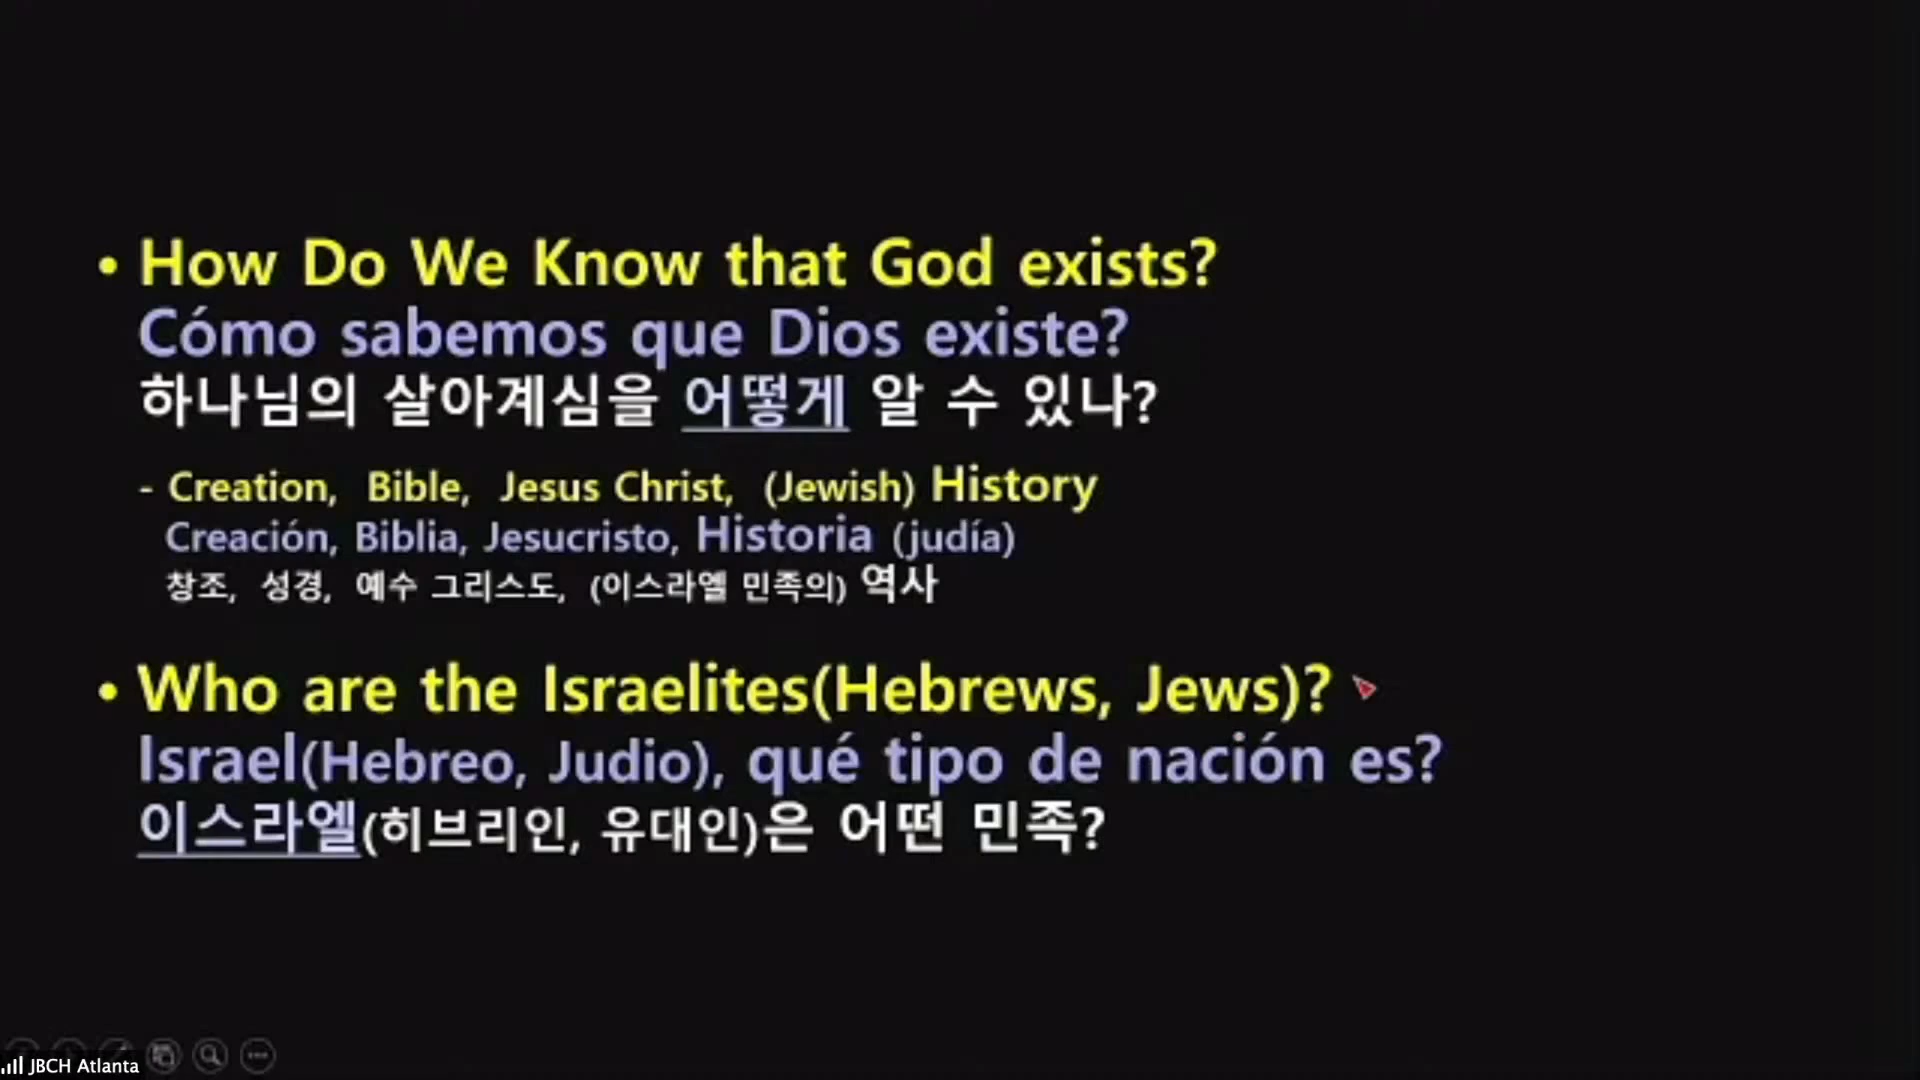 • How Do We Know that God exists?
Cómo sabemos que Dios existe?
하나님의 살아계심을 어떻게 알 수 있나?
- Creation, Bible, Jesus Christ, (Jewish) History
Creación, Biblia, Jesucristo, Historia (judía)
창조, 성경, 예수 그리스도, (이스라엘 민족의) 역사
• Who are the Israelites(Hebrews, Jews)?
Israel(Hebreo, Judio), qué tipo de nación es?
이스라엘(히브리인, 유대인)은 어떤 민족?
JBCH Atlanta